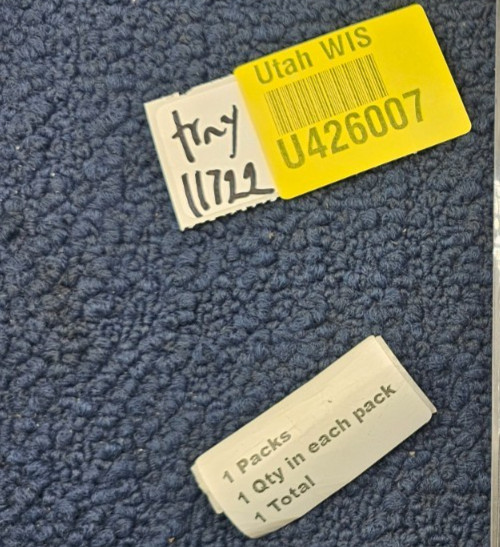 Utah WIS
U426007
tray
11722
1 Packs
1 Qty in each pack
1 Total